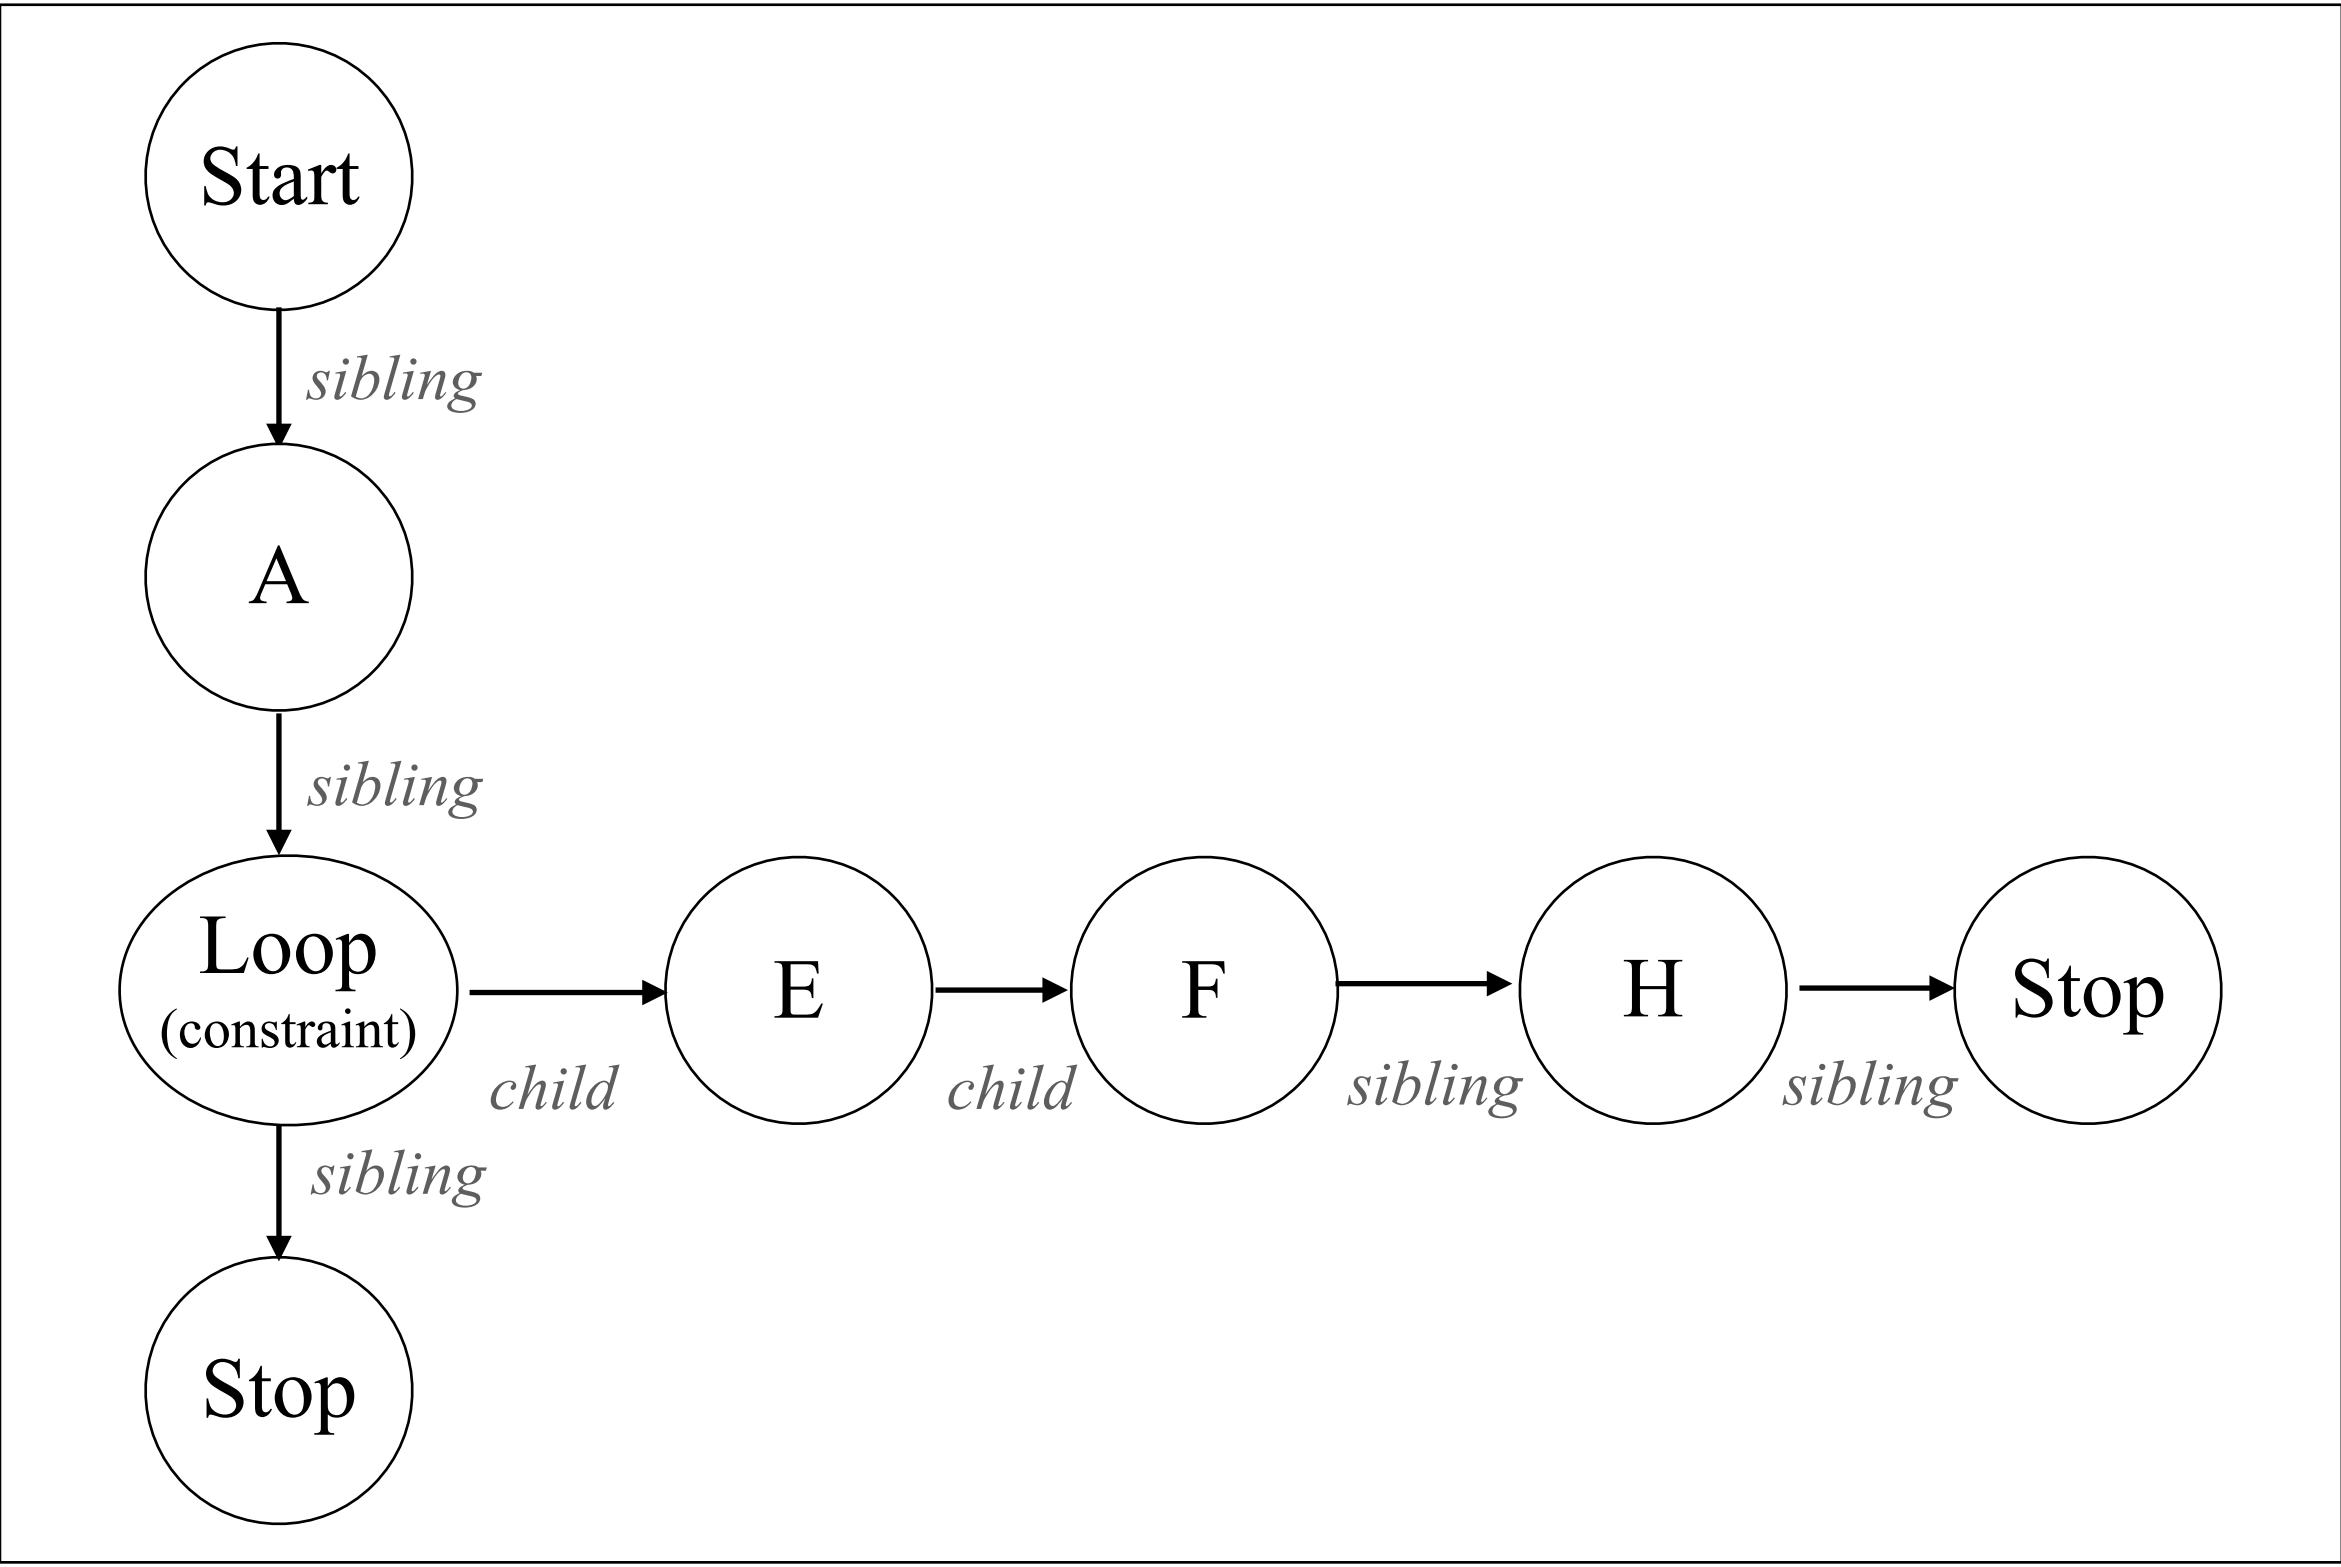 Start
sibling
A
sibling
Loop
(constraint)
child
E
child
F
sibling
H
sibling
Stop
sibling
Stop